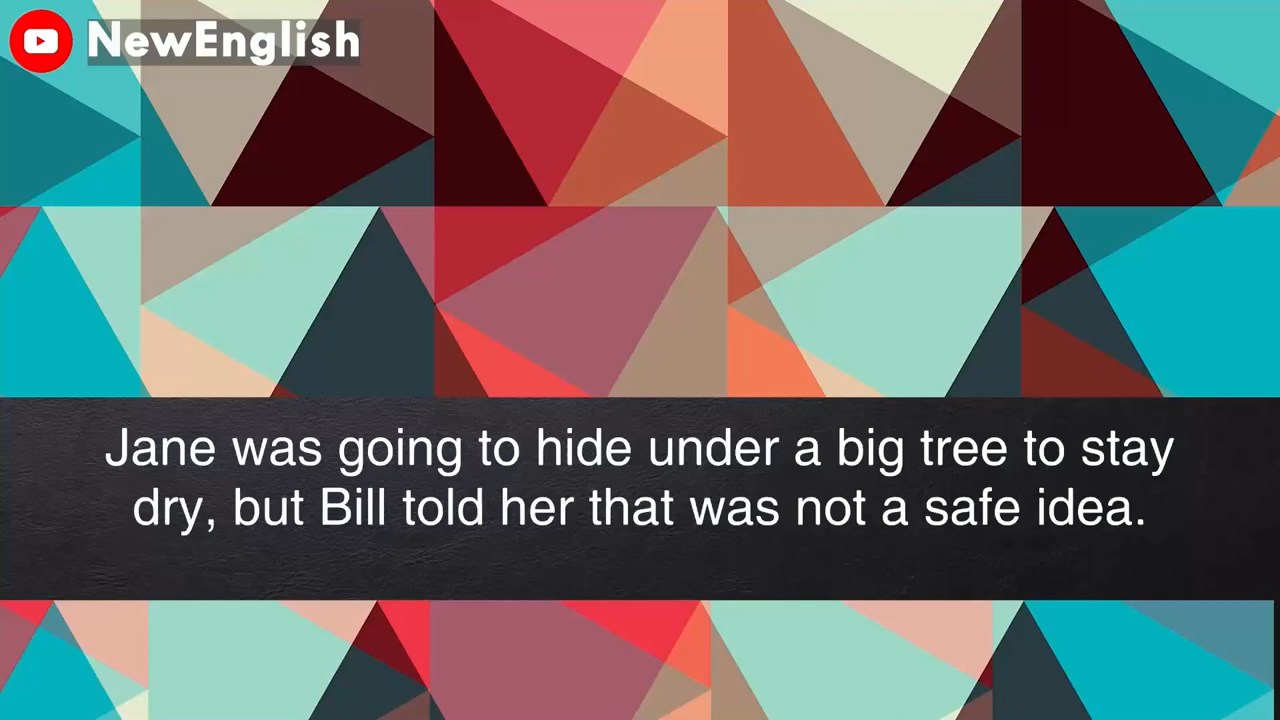 NewEnglish
Jane was going to hide under a big tree to stay
dry, but Bill told her that was not a safe idea.